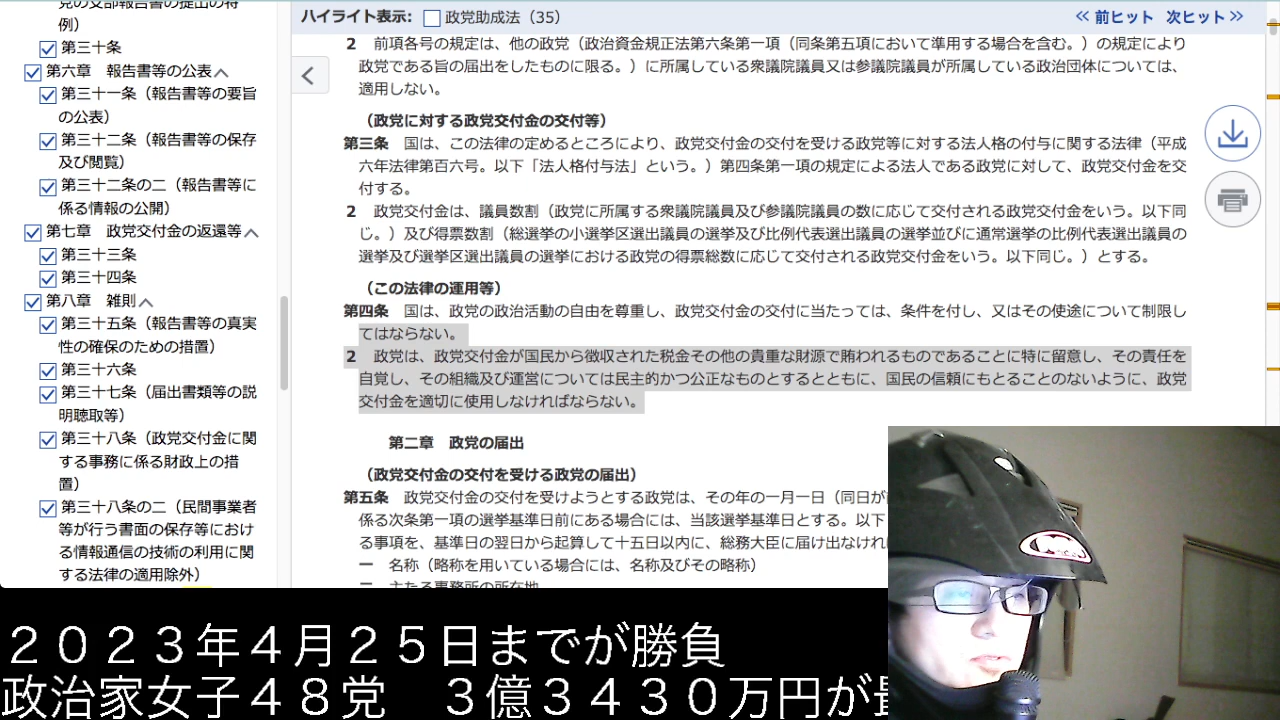 党の支部報告書の提出の特
例）
第三十条
第六章　報告書等の公表
第三十一条（報告書等の要旨
の公表）
第三十二条（報告書等の保存
及び閲覧）
第三十二条の二（報告書等に
係る情報の公開）
第七章　政党交付金の返還等
第三十三条
第三十四条
第八章　雑則
第三十五条（報告書等の真実
性の確保のための措置）
第三十六条
第三十七条（届出書類等の説
明聴取等）
第三十八条（政党交付金に関
する事務に係る財政上の措
置）
第三十八条の二（民間事業者
等が行う書面の保存等におけ
る情報通信の技術の利用に関
する法律の適用除外）
ハイライト表示: 政党助成法（35）
前ヒット 次ヒット
２　前項各号の規定は、他の政党（政治資金規正法第六条第一項（同条第五項において準用する場合を含む。）の規定により
政党である旨の届出をしたものに限る。）に所属している衆議院議員又は参議院議員が所属している政治団体については、
適用しない。
（政党に対する政党交付金の交付等）
第三条　国は、この法律の定めるところにより、政党交付金の交付を受ける政党等に対する法人格の付与に関する法律（平成
六年法律第百六号。以下「法人格付与法」という。）第四条第一項の規定による法人である政党に対して、政党交付金を交
付する。
２　政党交付金は、議員数割（政党に所属する衆議院議員及び参議院議員の数に応じて交付される政党交付金をいう。以下同
じ。）及び得票数割（総選挙の小選挙区選出議員の選挙及び比例代表選出議員の選挙並びに通常選挙の比例代表選出議員の
選挙及び選挙区選出議員の選挙における政党の得票総数に応じて交付される政党交付金をいう。以下同じ。）とする。
（この法律の運用等）
第四条　国は、政党の政治活動の自由を尊重し、政党交付金の交付に当たっては、条件を付し、又はその使途について制限し
てはならない。
２　政党は、政党交付金が国民から徴収された税金その他の貴重な財源で賄われるものであることに特に留意し、その責任を
自覚し、その組織及び運営については民主的かつ公正なものとするとともに、国民の信頼にもとることのないように、政党
交付金を適切に使用しなければならない。
第二章　政党の届出
（政党交付金の交付を受ける政党の届出）
第五条　政党交付金の交付を受けようとする政党は、その年の一月一日（同日が
係る次条第一項の選挙基準日前にある場合には、当該選挙基準日とする。以下
る事項を、基準日の翌日から起算して十五日以内に、総務大臣に届け出なけれ
一　名称（略称を用いている場合には、名称及びその略称）
二　主たる事務所の所在地
２０２３年４月２５日までが勝負
政治家女子４８党　３億３４３０万円が